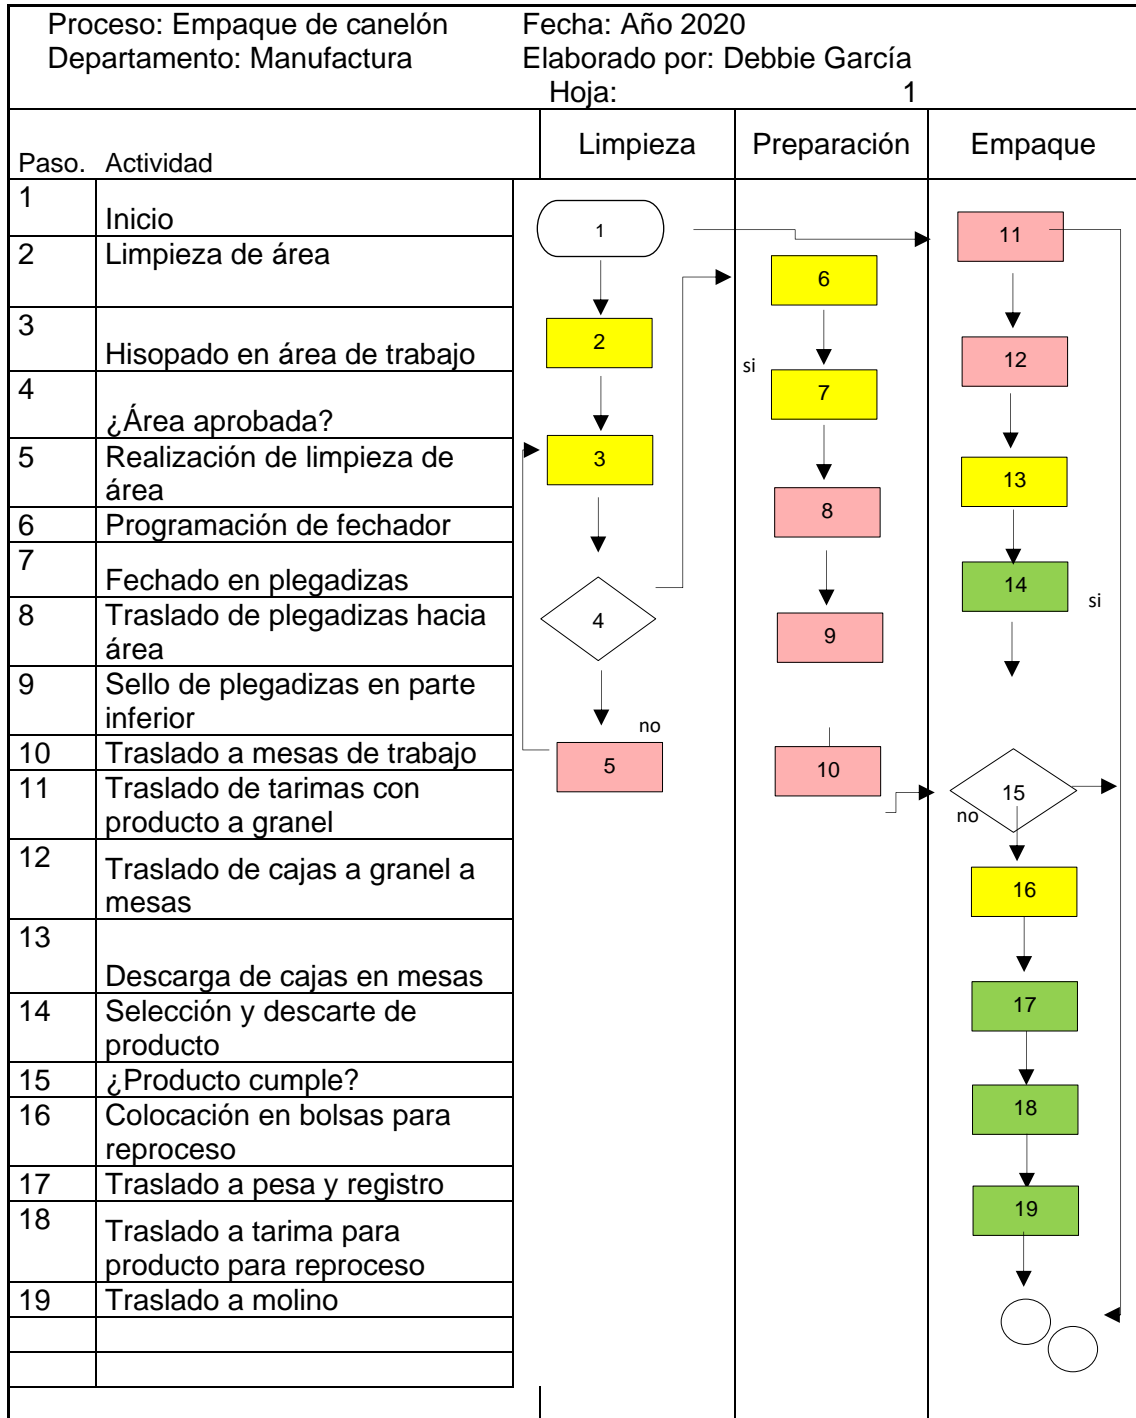 Proceso: Empaque de canelón Fecha: Año 2020
Departamento: Manufactura Elaborado por: Debbie García
Hoja: 1
Paso. Actividad Limpieza Preparación Empaque
1 Inicio
2 Limpieza de área
3 Hisopado en área de trabajo
4 ¿Área aprobada?
5 Realización de limpieza de
área
6 Programación de fechador
7 Fechado en plegadizas
8 Traslado de plegadizas hacia
área
9 Sello de plegadizas en parte
inferior
10 Traslado a mesas de trabajo
11 Traslado de tarimas con
producto a granel
12 Traslado de cajas a granel a
mesas
13 Descarga de cajas en mesas
14 Selección y descarte de
producto
15 ¿Producto cumple?
16 Colocación en bolsas para
reproceso
17 Traslado a pesa y registro
18 Traslado a tarima para
producto para reproceso
19 Traslado a molino
1
2
3
4
no
5
6
si
7
8
9
10
11
12
13
14
si
15
no
16
17
18
19